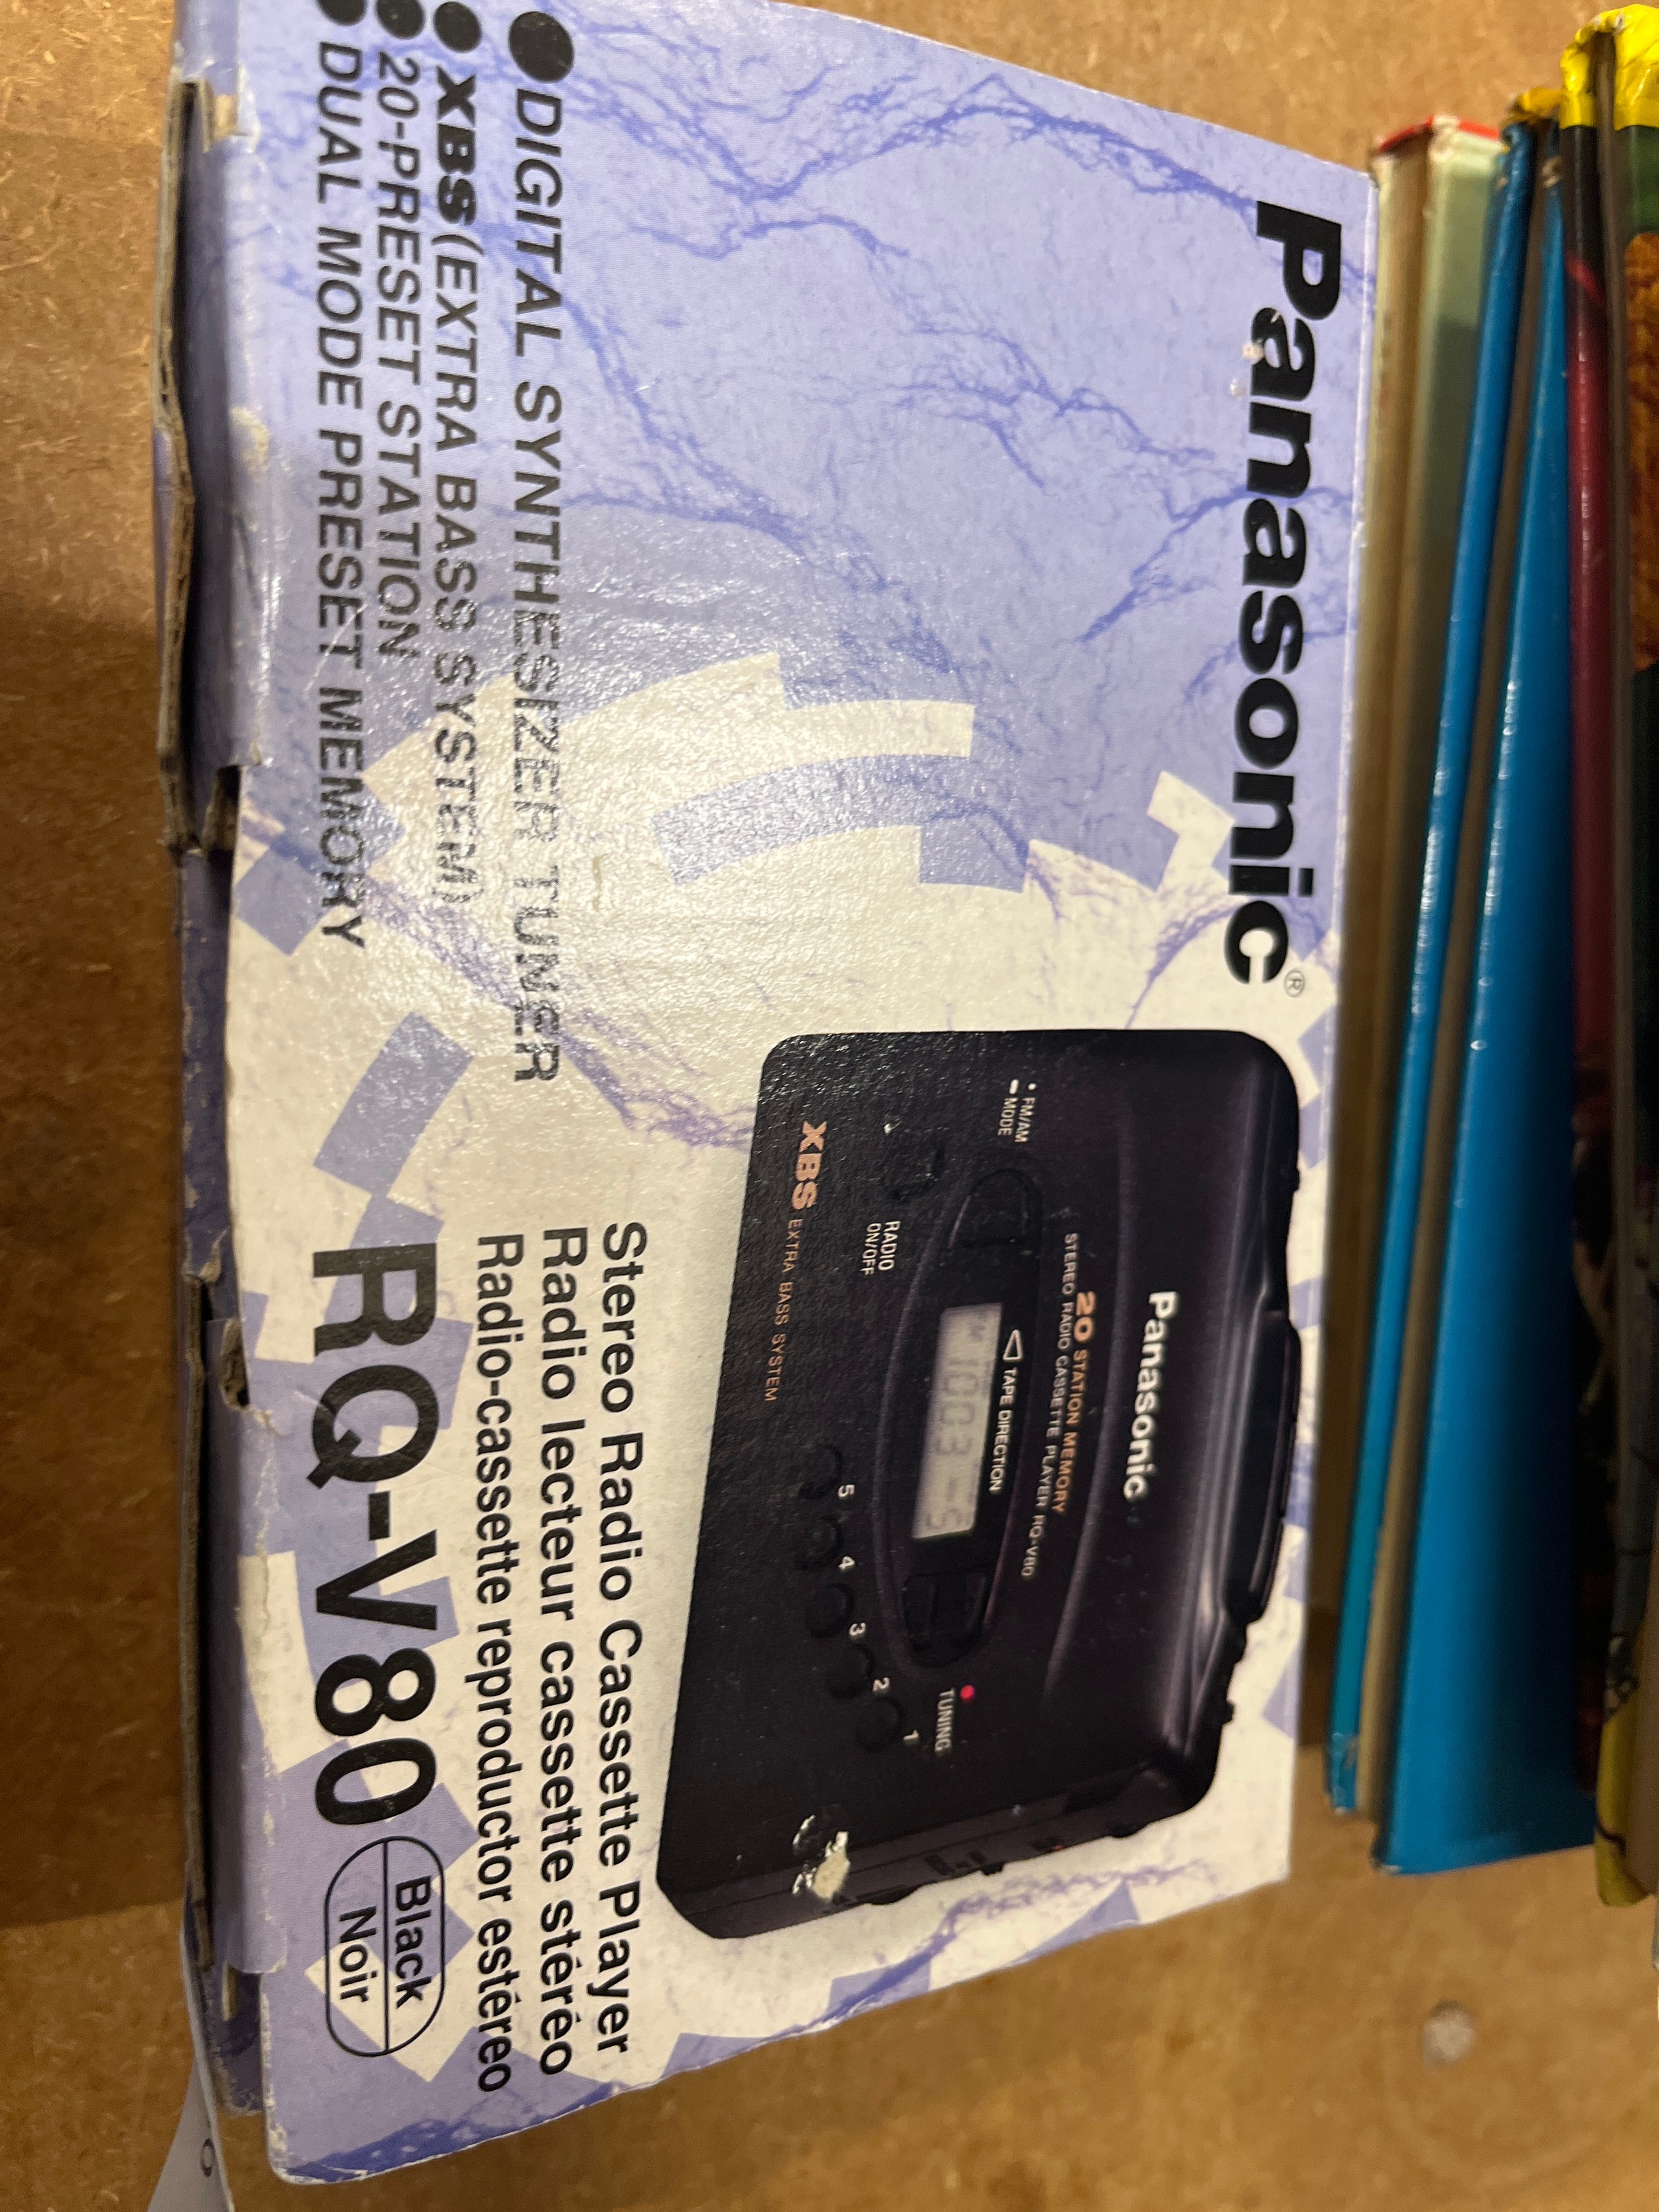 Panasonic®
Panasonic
20 STATION MEMORY
STEREO RADIO CASSETTE PLAYER RQ-V80
• FM/AM
━ MODE
TAPE DIRECTION
100.3
TUNING
RADIO
ON/OFF
5 4 3 2 1
XBS EXTRA BASS SYSTEM
● DIGITAL SYNTHESIZER TUNER
● XBS (EXTRA BASS SYSTEM)
● 20-PRESET STATION
● DUAL MODE PRESET MEMORY
Stereo Radio Cassette Player
Radio lecteur cassette stéréo
Radio-cassette reproductor estéreo
RQ-V80
Black
Noir